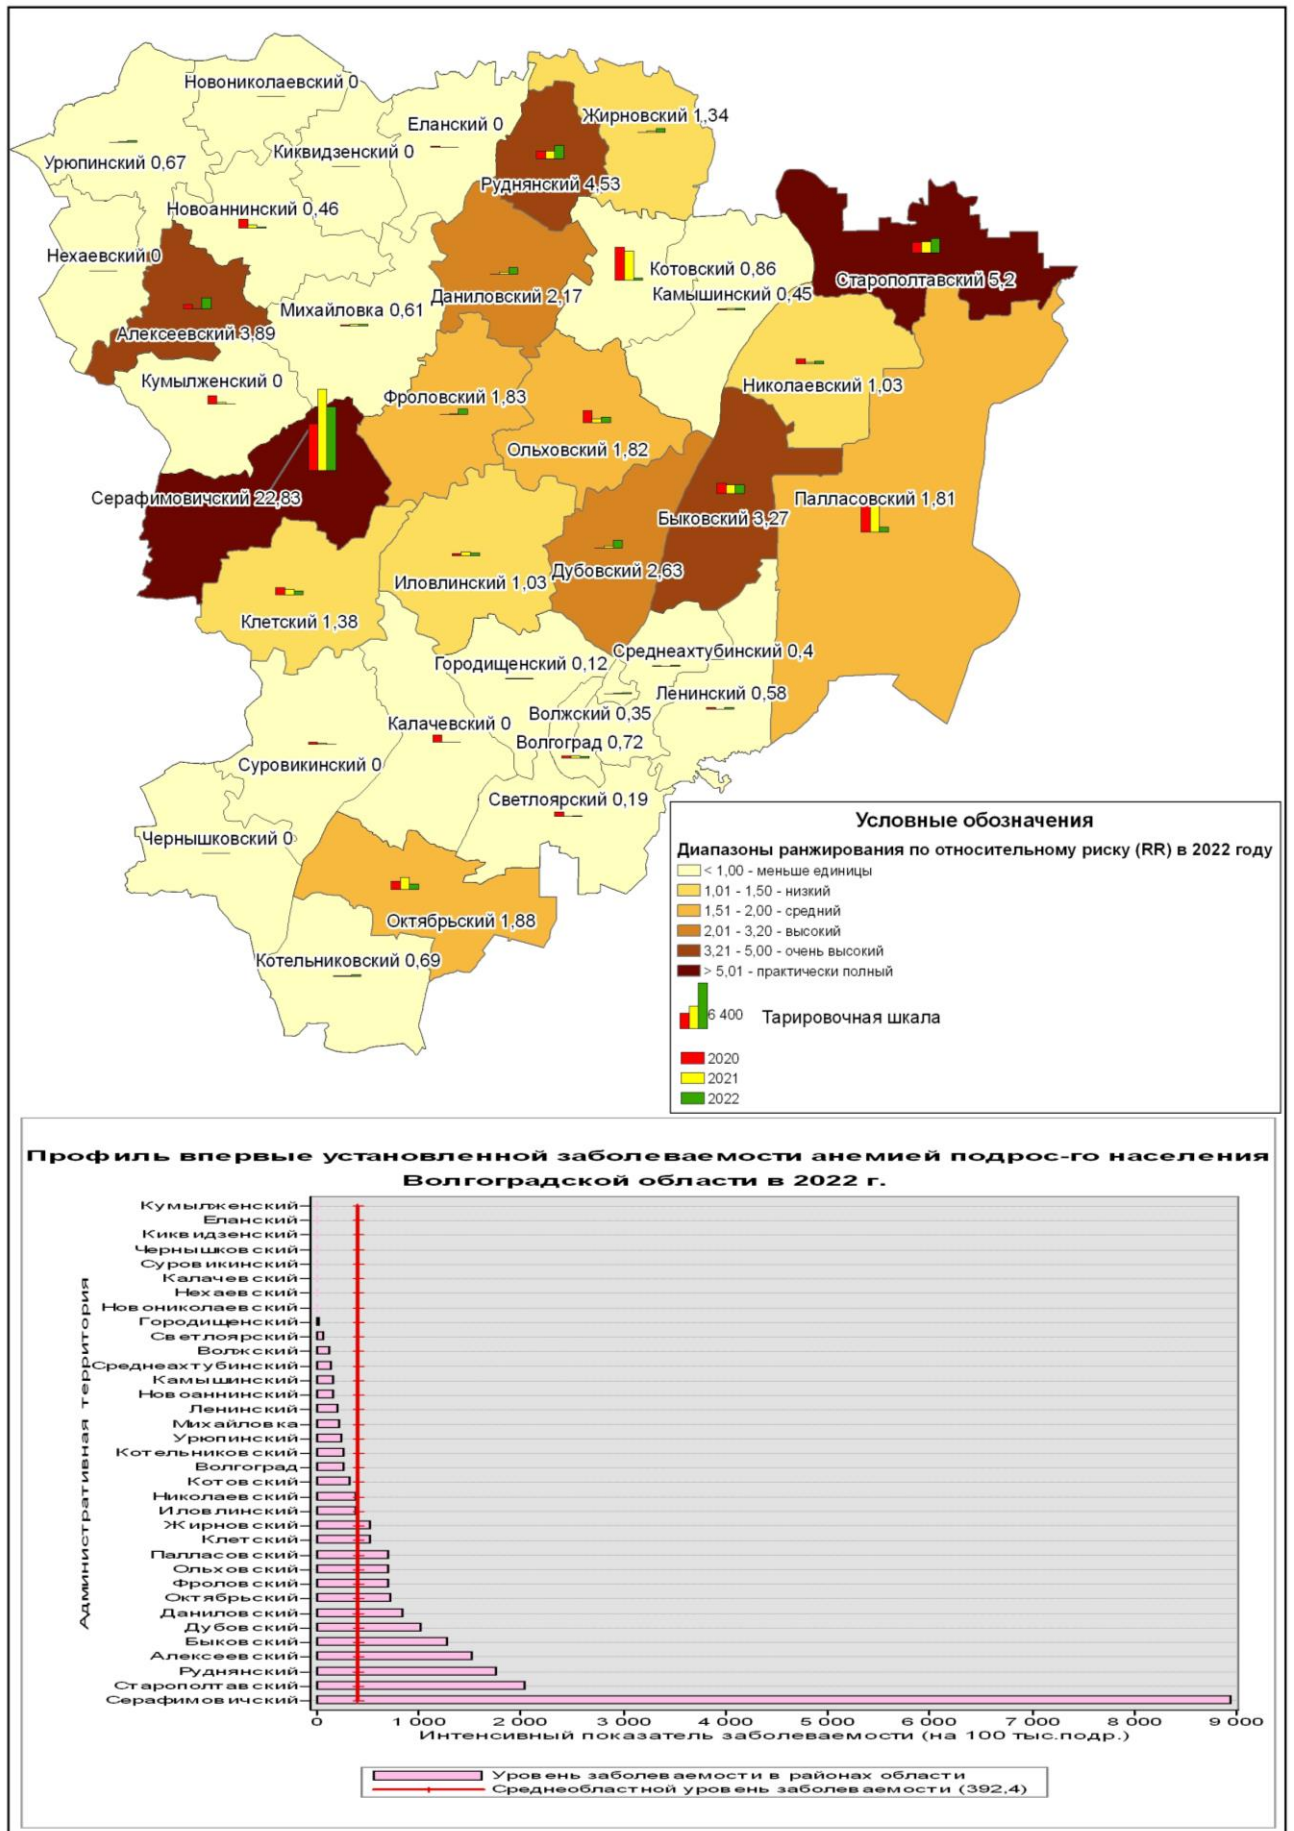 Новониколаевский 0
Жирновский 1,34
Еланский 0
Киквидзенский 0
Урюпинский 0,67
Руднянский 4,53
Новоаннинский 0,46
Нехаевский 0
Котовский 0,86
Старополтавский 5,2
Даниловский 2,17
Камышинский 0,45
Михайловка 0,61
Алексеевский 3,89
Кумылженский 0
Николаевский 1,03
Фроловский 1,83
Ольховский 1,82
Серафимовичский 22,83
Палласовский 1,81
Быковский 3,27
Дубовский 2,63
Иловлинский 1,03
Клетский 1,38
Среднеахтубинский 0,4
Городищенский 0,12
Ленинский 0,58
Волжский 0,35
Калачевский 0
Волгоград 0,72
Суровикинский 0
Светлоярский 0,19
Чернышковский 0
Октябрьский 1,88
Котельниковский 0,69
Условные обозначения
Диапазоны ранжирования по относительному риску (RR) в 2022 году
< 1,00 - меньше единицы
1,01 - 1,50 - низкий
1,51 - 2,00 - средний
2,01 - 3,20 - высокий
3,21 - 5,00 - очень высокий
> 5,01 - практически полный
6 400 Тарировочная шкала
2020
2021
2022
Профиль впервые установленной заболеваемости анемией подрос-го населения
Волгоградской области в 2022 г.
Административная территория
Кумылженский
Еланский
Киквидзенский
Чернышковский
Суровикинский
Калачевский
Нехаевский
Новониколаевский
Городищенский
Светлоярский
Волжский
Среднеахтубинский
Камышинский
Новоаннинский
Ленинский
Михайловка
Урюпинский
Котельниковский
Волгоград
Котовский
Николаевский
Иловлинский
Жирновский
Клетский
Палласовский
Ольховский
Фроловский
Октябрьский
Даниловский
Дубовский
Быковский
Алексеевский
Руднянский
Старополтавский
Серафимовичский
0 1 000 2 000 3 000 4 000 5 000 6 000 7 000 8 000 9 000
Интенсивный показатель заболеваемости (на 100 тыс.подр.)
Уровень заболеваемости в районах области
Среднеобластной уровень заболеваемости (392,4)